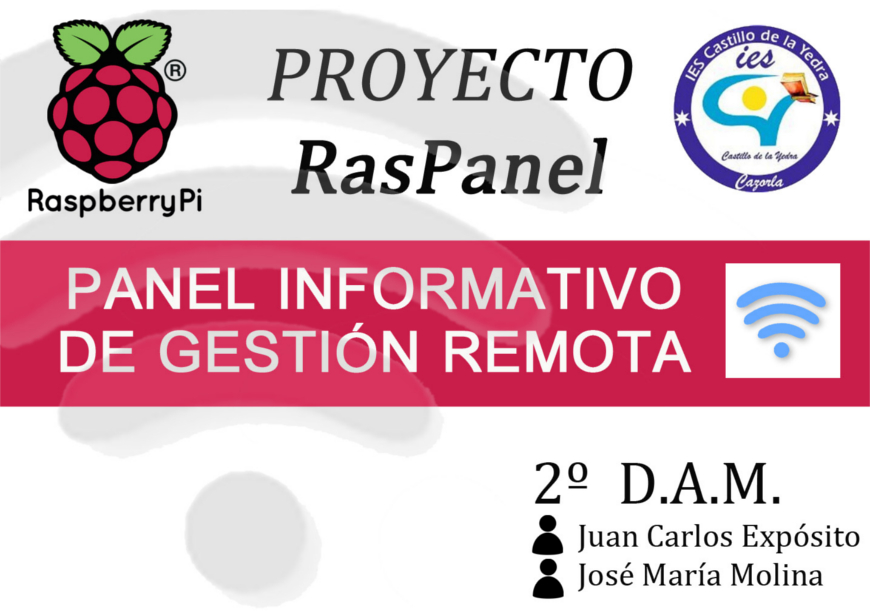 PROYECTO
RasPanel
®
RaspberryPi
IES Castillo de la Yedra
ies
Castillo de la Yedra
Cazorla
PANEL INFORMATIVO
DE GESTIÓN REMOTA
2º D.A.M.
Juan Carlos Expósito
José María Molina